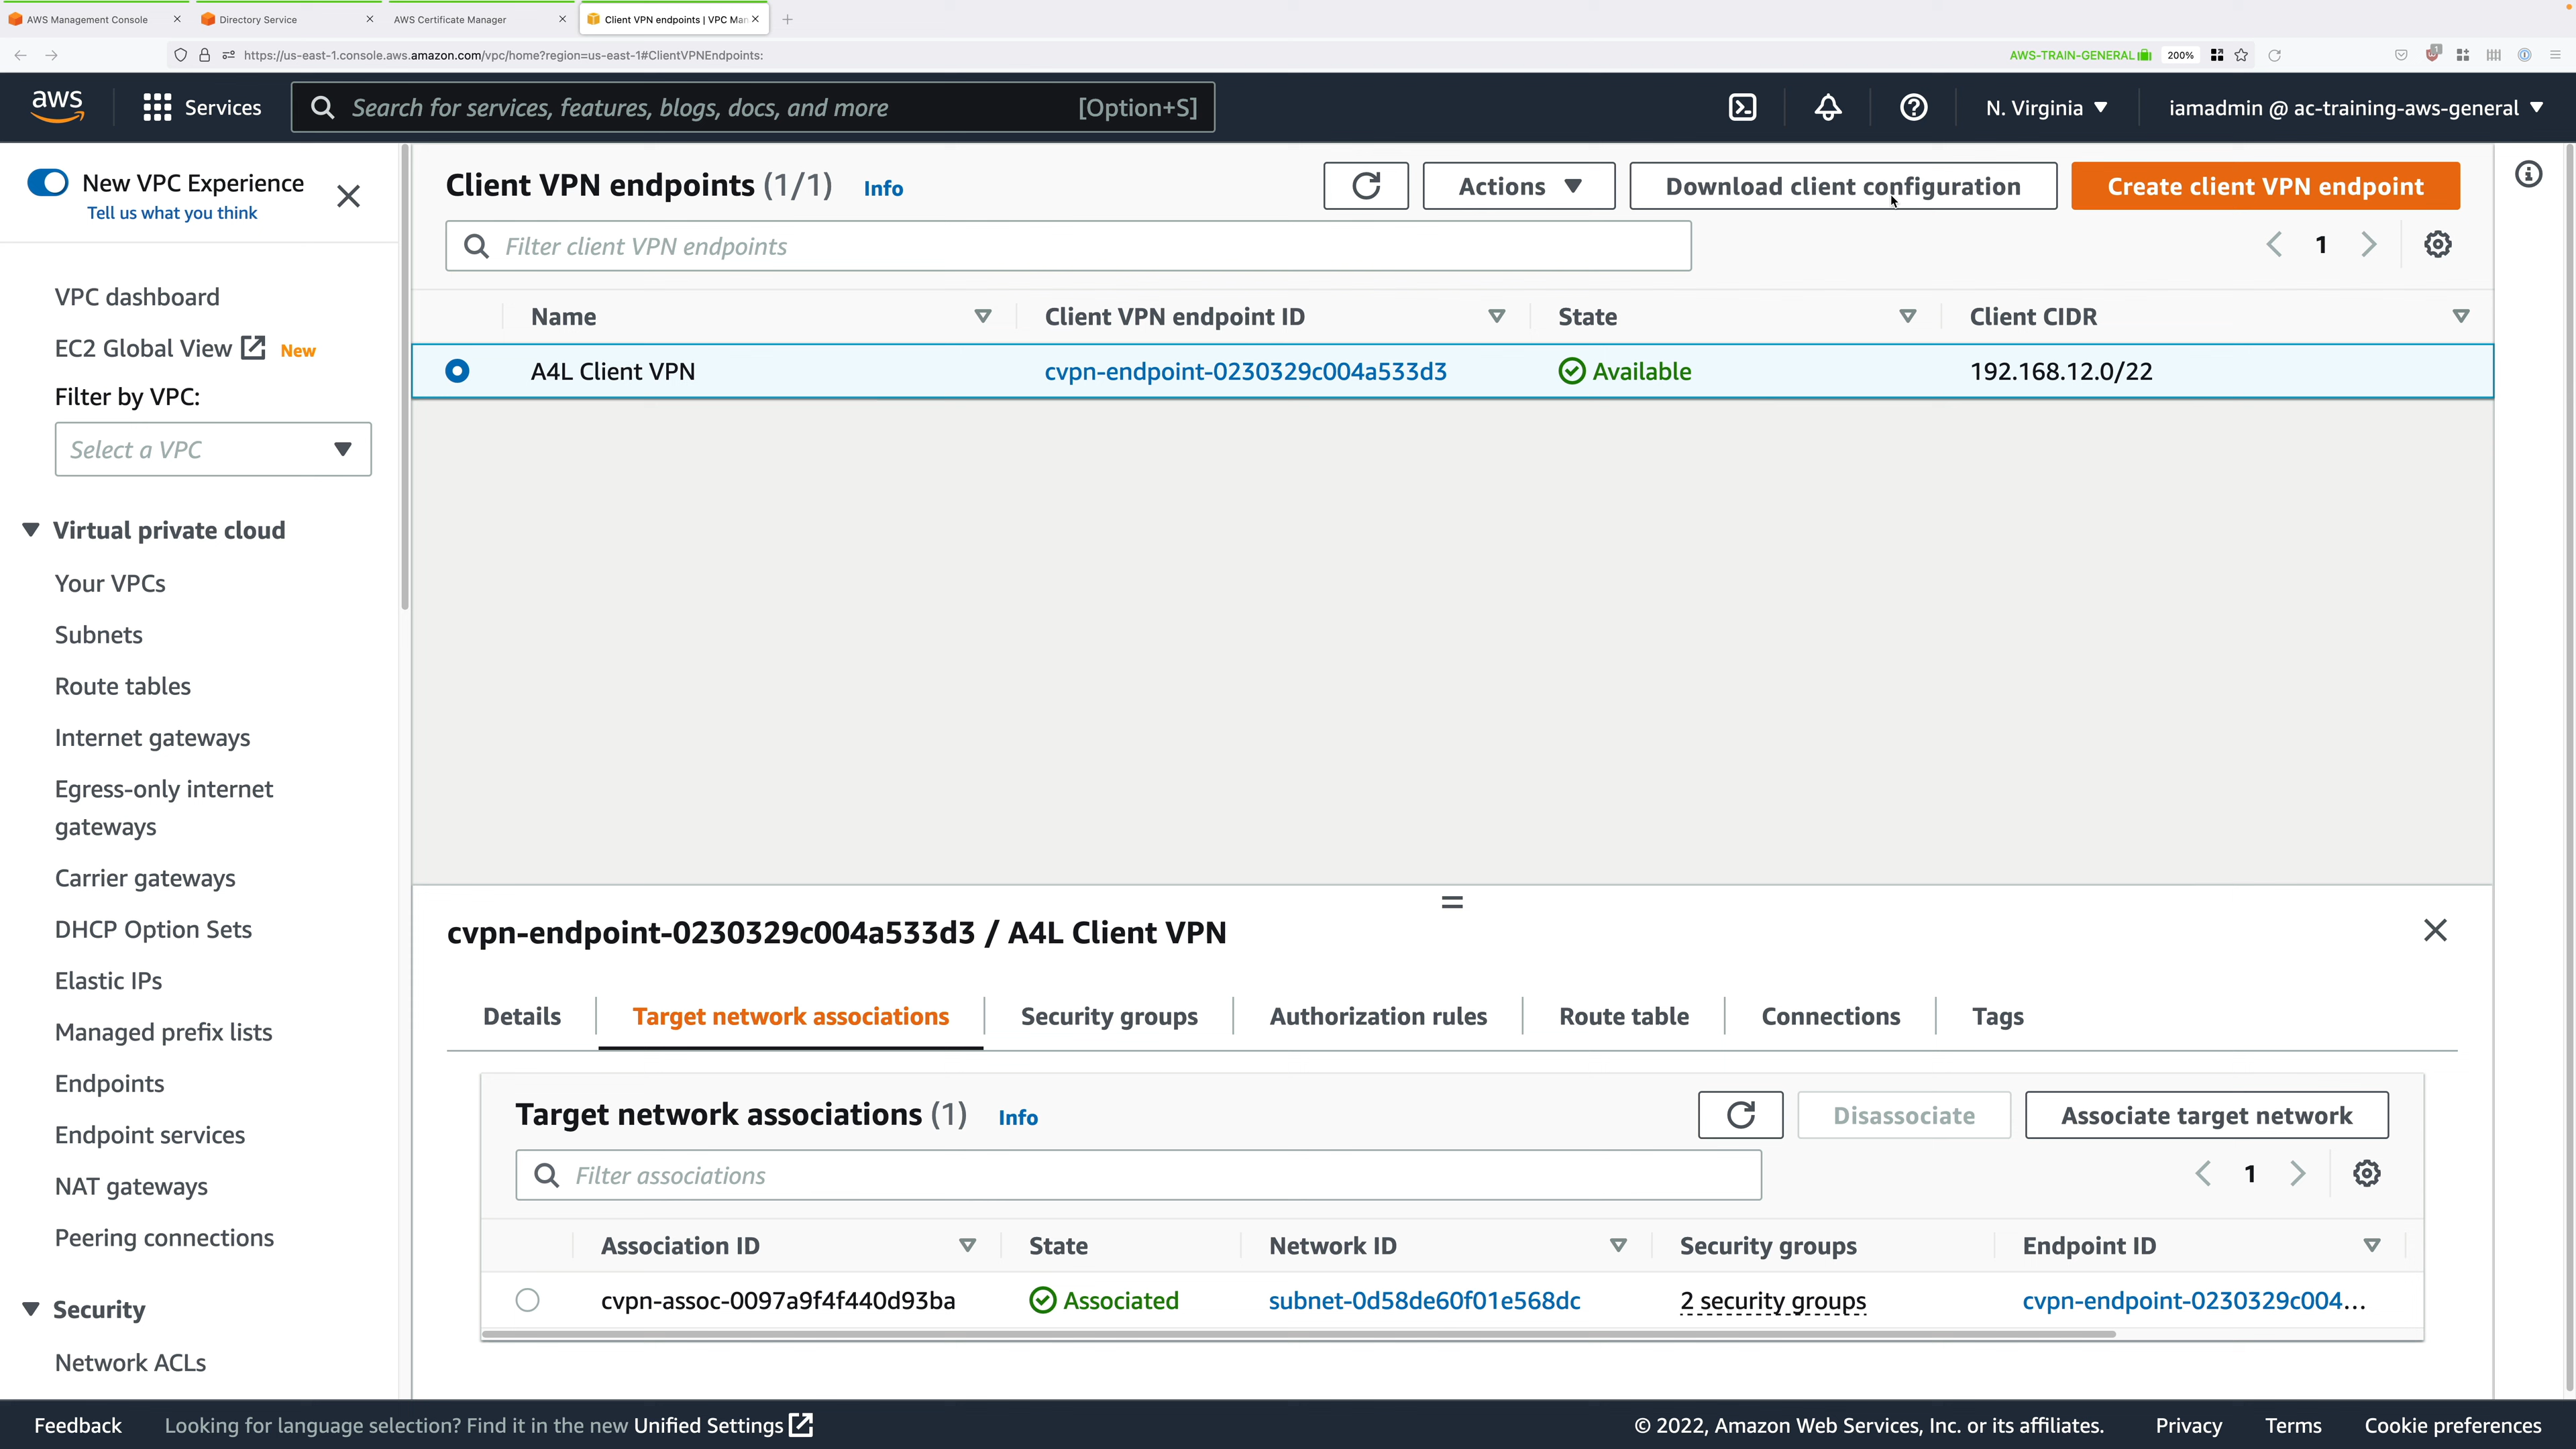 AWS Management Console
Directory Service
AWS Certificate Manager
Client VPN endpoints | VPC Man
https://us-east-1.console.aws.amazon.com/vpc/home?region=us-east-1#ClientVPNEndpoints:
AWS-TRAIN-GENERAL
200%
1
aws
Services
Search for services, features, blogs, docs, and more
[Option+S]
N. Virginia
iamadmin @ ac-training-aws-general
New VPC Experience
Tell us what you think
VPC dashboard
EC2 Global View New
Filter by VPC:
Select a VPC
Virtual private cloud
Your VPCs
Subnets
Route tables
Internet gateways
Egress-only internet
gateways
Carrier gateways
DHCP Option Sets
Elastic IPs
Managed prefix lists
Endpoints
Endpoint services
NAT gateways
Peering connections
Security
Network ACLs
Client VPN endpoints (1/1) Info
Actions
Download client configuration
Create client VPN endpoint
Filter client VPN endpoints
1
Name Client VPN endpoint ID State Client CIDR
A4L Client VPN cvpn-endpoint-0230329c004a533d3 Available 192.168.12.0/22
cvpn-endpoint-0230329c004a533d3 / A4L Client VPN
Details Target network associations Security groups Authorization rules Route table Connections Tags
Target network associations (1) Info
Disassociate
Associate target network
Filter associations
1
Association ID State Network ID Security groups Endpoint ID
cvpn-assoc-0097a9f4f440d93ba Associated subnet-0d58de60f01e568dc 2 security groups cvpn-endpoint-0230329c004...
Feedback Looking for language selection? Find it in the new Unified Settings © 2022, Amazon Web Services, Inc. or its affiliates. Privacy Terms Cookie preferences